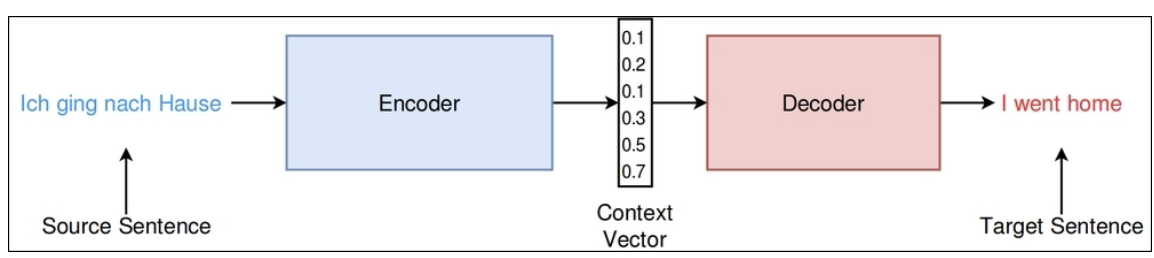 Ich ging nach Hause
Encoder
0.1
0.2
0.1
0.3
0.5
0.7
Decoder
I went home
Source Sentence
Context
Vector
Target Sentence